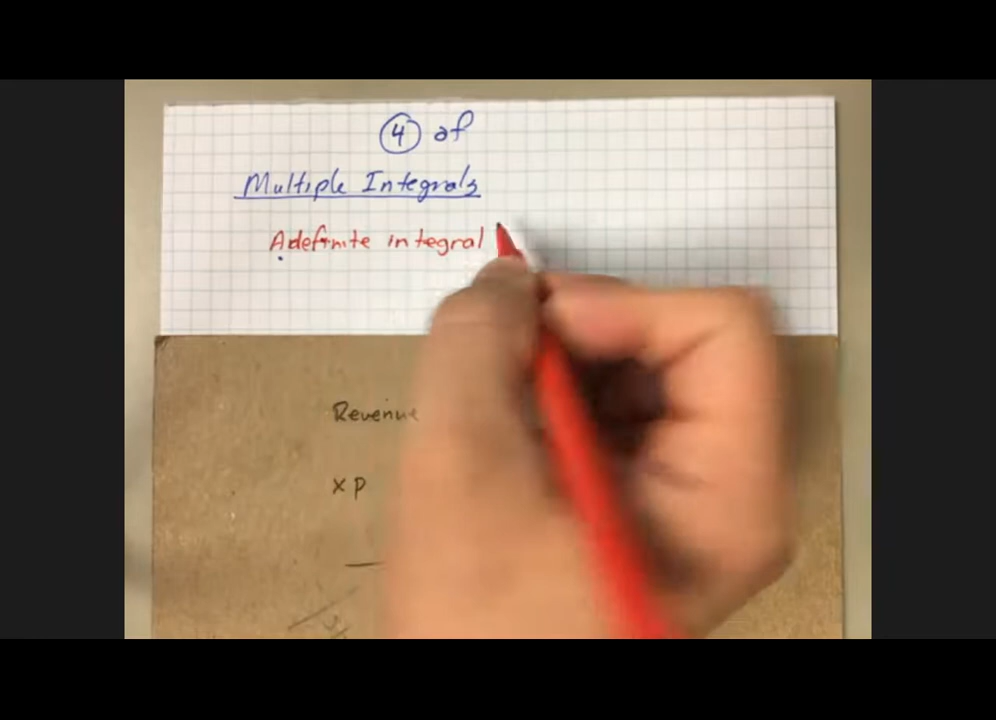 4 of
Multiple Integrals
A definite integral
Revenue
x p